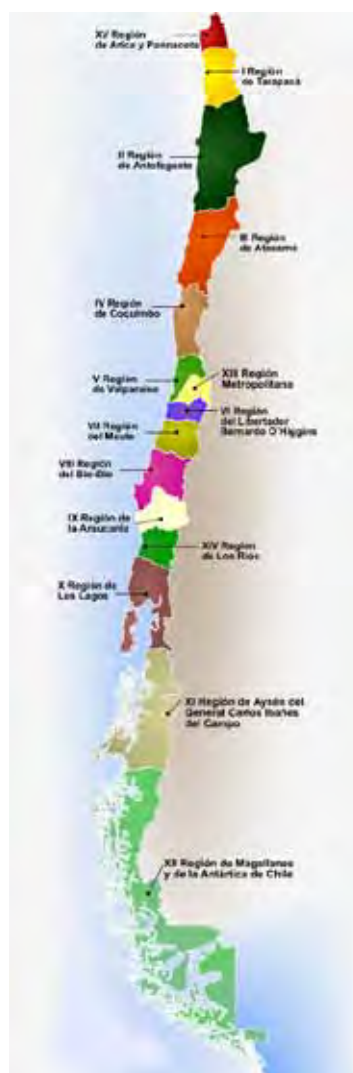 XV Región
de Arica y Parinacota
I Región
de Tarapacá
II Región
de Antofagasta
III Región
de Atacama
IV Región
de Coquimbo
V Región
de Valparaíso
XIII Región
Metropolitana
VI Región
del Libertador
Bernardo O'Higgins
VII Región
del Maule
VIII Región
del Bío-Bío
IX Región de
la Araucanía
XIV Región
de Los Ríos
X Región de
Los Lagos
XI Región de Aysén del
General Carlos Ibáñes
del Campo
XII Región de Magallanes
y de la Antártica de Chile